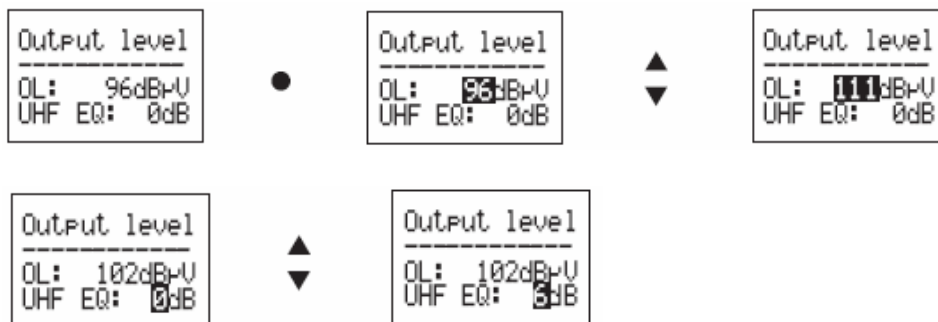 Output level
------------
OL: 96dBµV
UHF EQ: 0dB
Output level
------------
OL: 96dBµV
UHF EQ: 0dB
Output level
------------
OL: 111dBµV
UHF EQ: 0dB
Output level
------------
OL: 102dBµV
UHF EQ: 0dB
Output level
------------
OL: 102dBµV
UHF EQ: 6dB